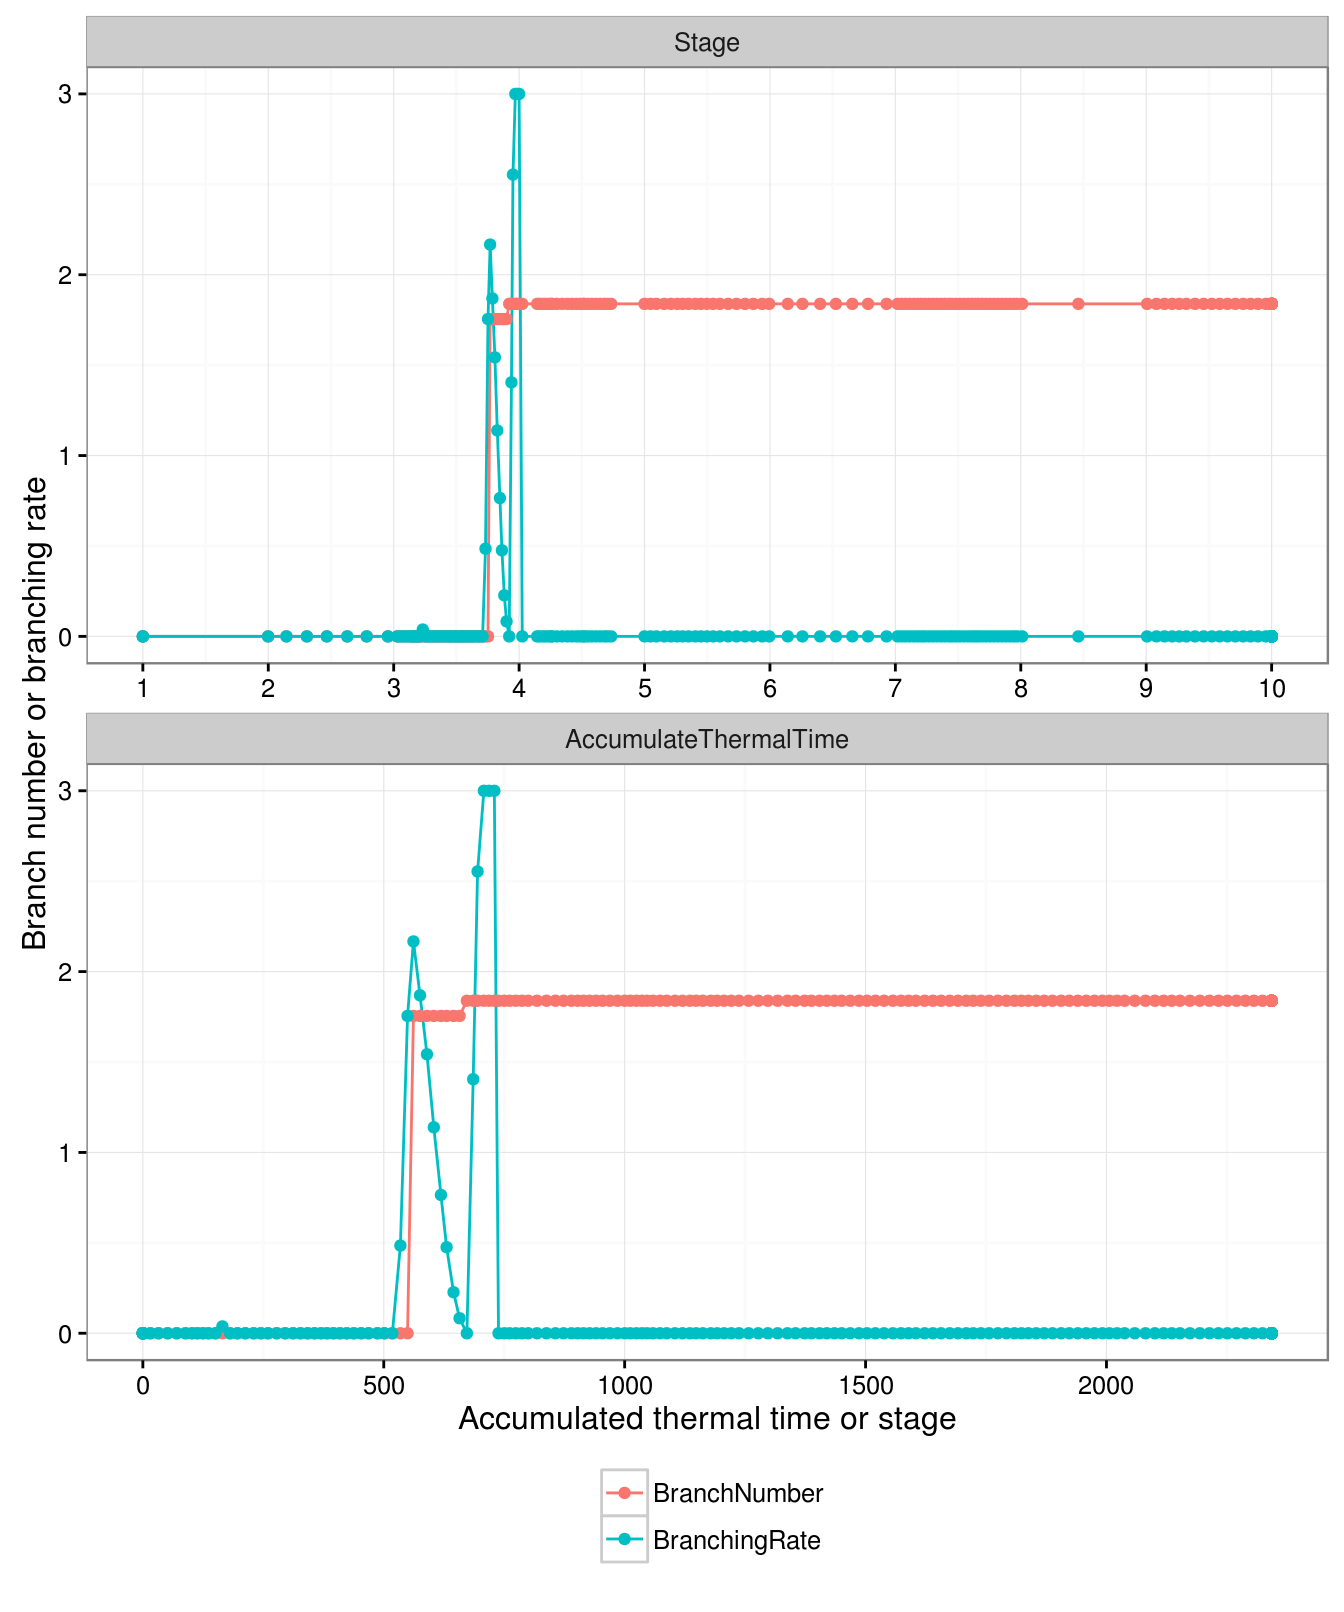 Stage
3
2
1
0
1 2 3 4 5 6 7 8 9 10
AccumulateThermalTime
3
2
1
0
0 500 1000 1500 2000
Branch number or branching rate
Accumulated thermal time or stage
BranchNumber
BranchingRate